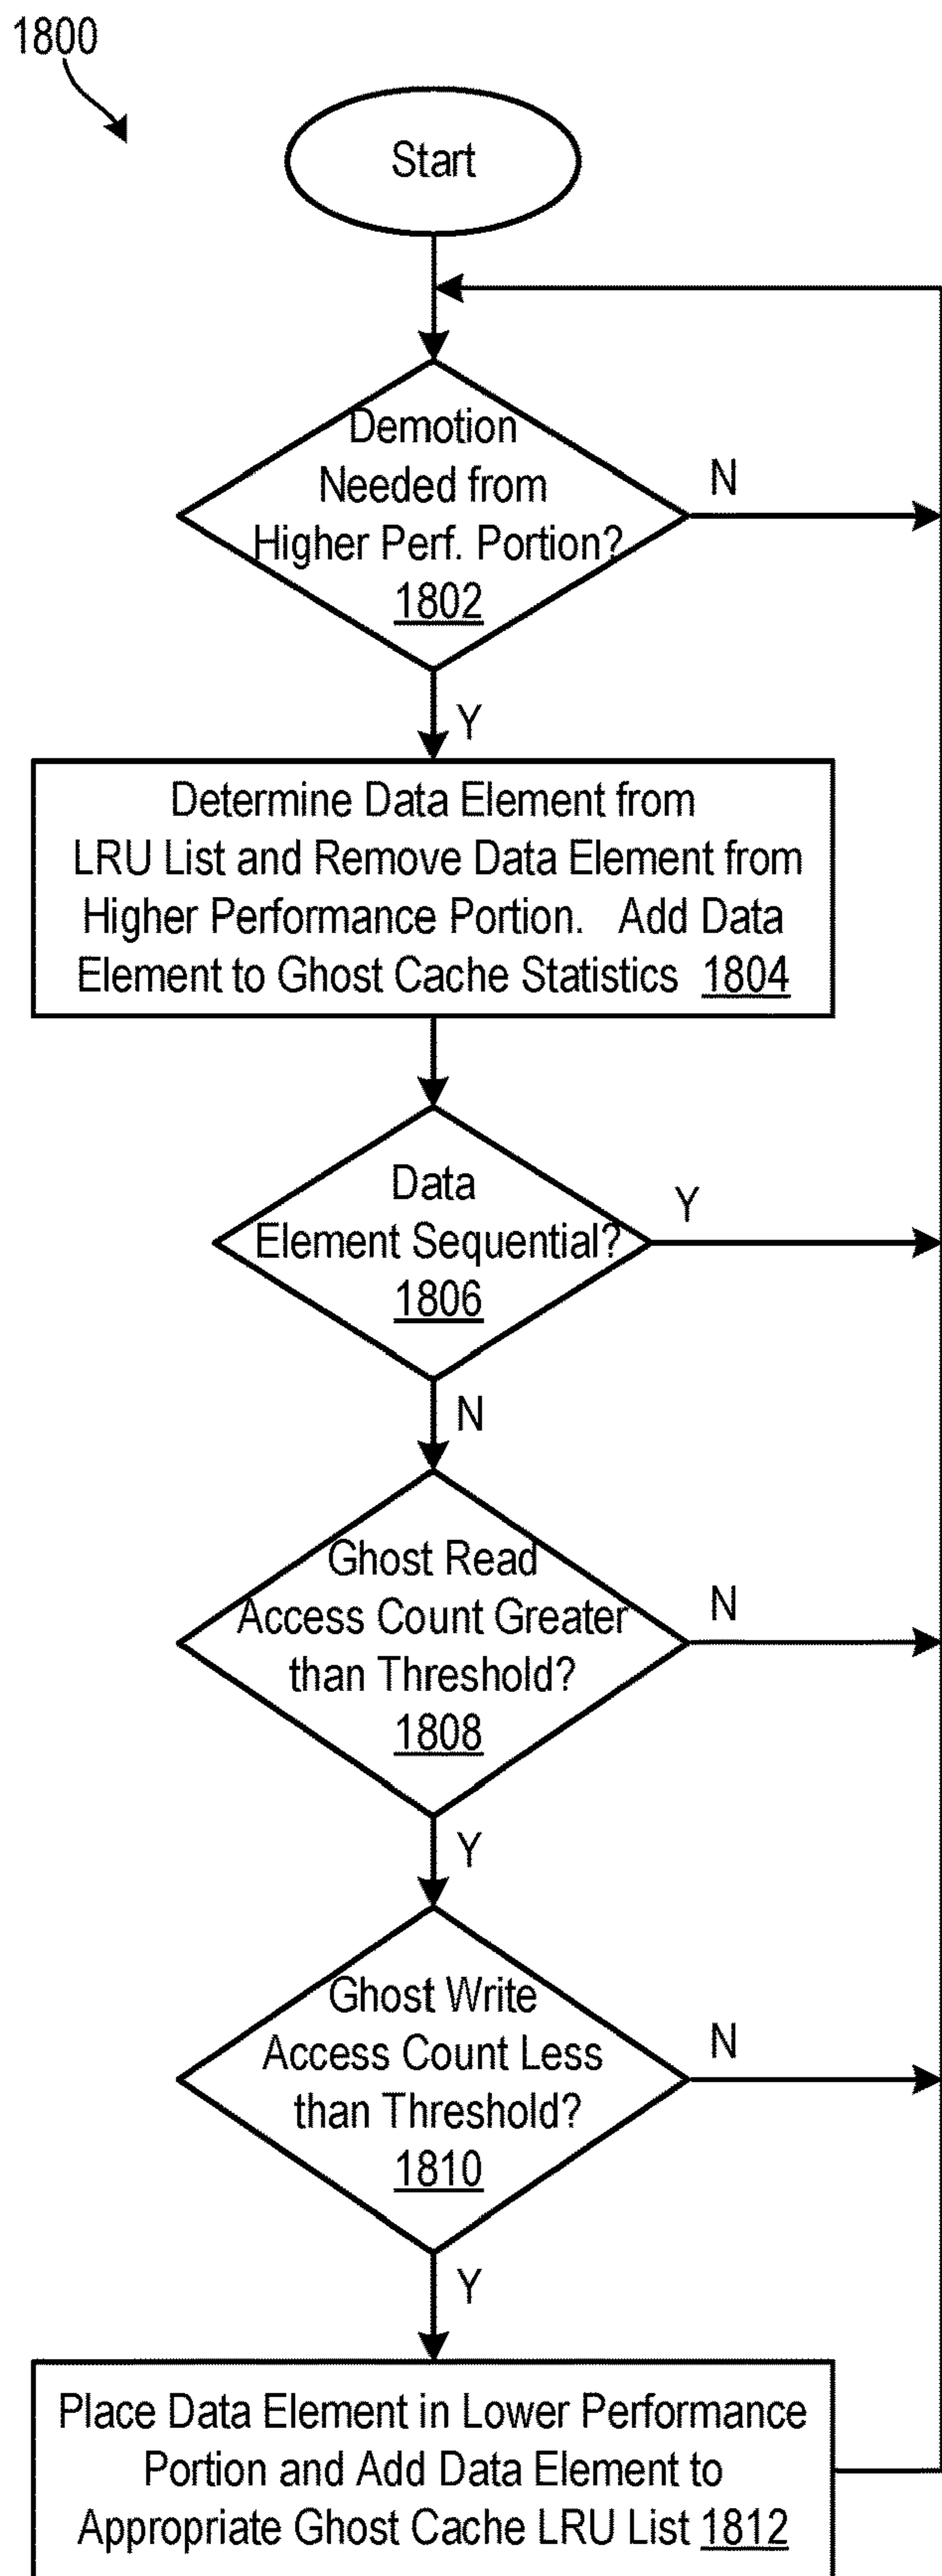 1800
Start
Demotion
Needed from
Higher Perf. Portion?
1802
N
Y
Determine Data Element from
LRU List and Remove Data Element from
Higher Performance Portion. Add Data
Element to Ghost Cache Statistics 1804
Data
Element Sequential?
1806
Y
N
Ghost Read
Access Count Greater
than Threshold?
1808
N
Y
Ghost Write
Access Count Less
than Threshold?
1810
N
Y
Place Data Element in Lower Performance
Portion and Add Data Element to
Appropriate Ghost Cache LRU List 1812